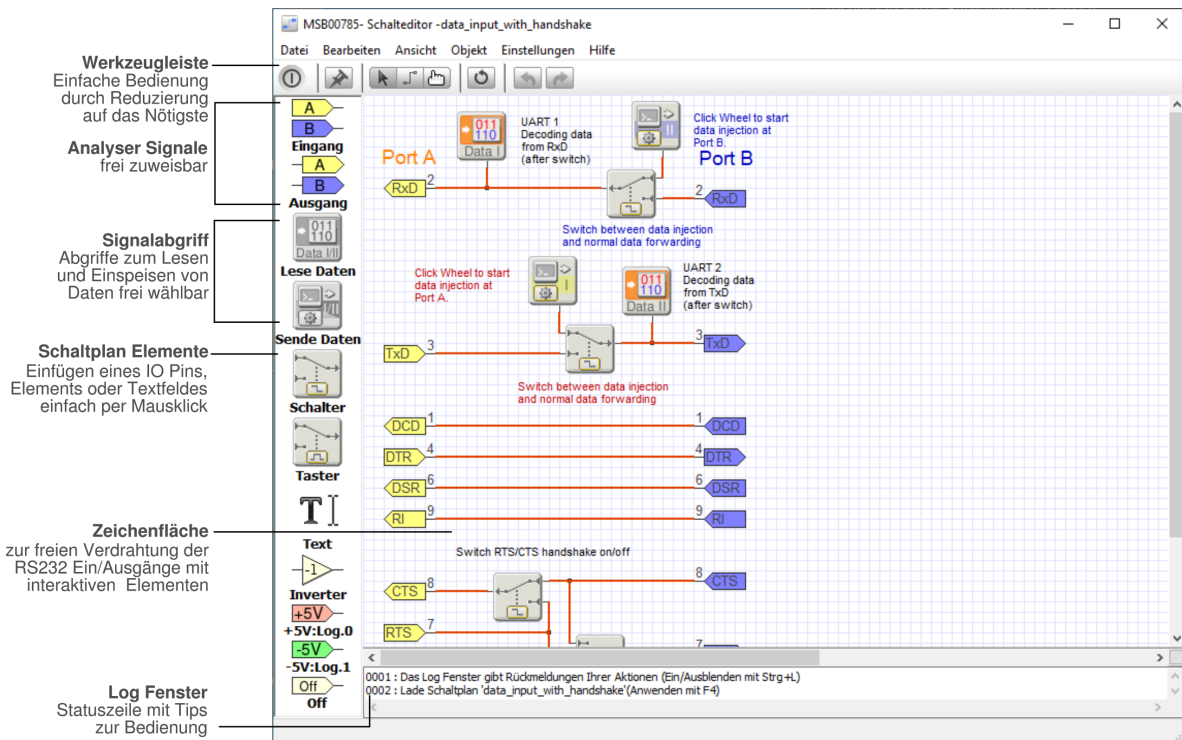 MSB00785- Schalteditor -data_input_with_handshake
Datei Bearbeiten Ansicht Objekt Einstellungen Hilfe
Werkzeugleiste
Einfache Bedienung
durch Reduzierung
auf das Nötigste
Analyser Signale
frei zuweisbar
Signalabgriff
Abgriffe zum Lesen
und Einspeisen von
Daten frei wählbar
Schaltplan Elemente
Einfügen eines IO Pins,
Elements oder Textfeldes
einfach per Mausklick
Zeichenfläche
zur freien Verdrahtung der
RS232 Ein/Ausgänge mit
interaktiven Elementen
Log Fenster
Statuszeile mit Tips
zur Bedienung
A
B
Eingang
A
B
Ausgang
011
110
Data I/II
Lese Daten
I/II
Sende Daten
Schalter
Taster
T
Text
-1
Inverter
+5V
+5V:Log.0
-5V
-5V:Log.1
Off
Off
Port A
011
110
Data I
UART 1
Decoding data
from RxD
(after switch)
II
Click Wheel to start
data injection at
Port B.
Port B
RxD 2
2 RxD
Switch between data injection
and normal data forwarding
Click Wheel to start
data injection at
Port A.
I
011
110
Data II
UART 2
Decoding data
from TxD
(after switch)
TxD 3
3 TxD
Switch between data injection
and normal data forwarding
DCD 1
1 DCD
DTR 4
4 DTR
DSR 6
6 DSR
RI 9
9 RI
Switch RTS/CTS handshake on/off
CTS 8
8 CTS
RTS 7
7
0001 : Das Log Fenster gibt Rückmeldungen Ihrer Aktionen (Ein/Ausblenden mit Strg+L)
0002 : Lade Schaltplan 'data_input_with_handshake'(Anwenden mit F4)